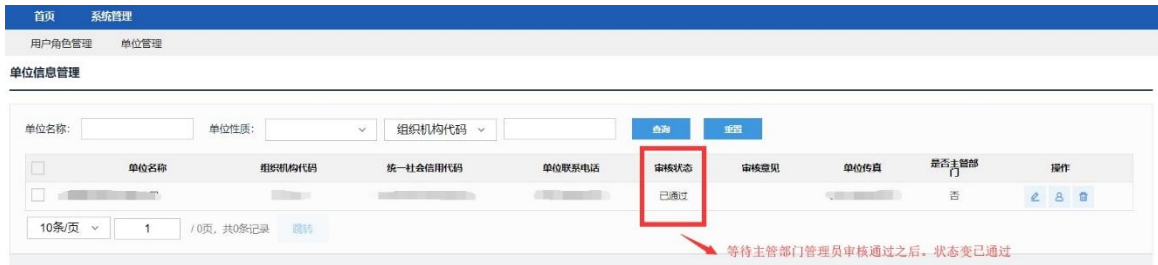 首页 系统管理
用户角色管理 单位管理
单位信息管理
单位名称: 单位性质: 组织机构代码 查询 重置
单位名称 组织机构代码 统一社会信用代码 单位联系电话 审核状态 审核意见 单位传真 是否主管部门 操作
已通过 否
10条/页 1 / 0页, 共0条记录 跳转
等待主管部门管理员审核通过之后。状态变已通过